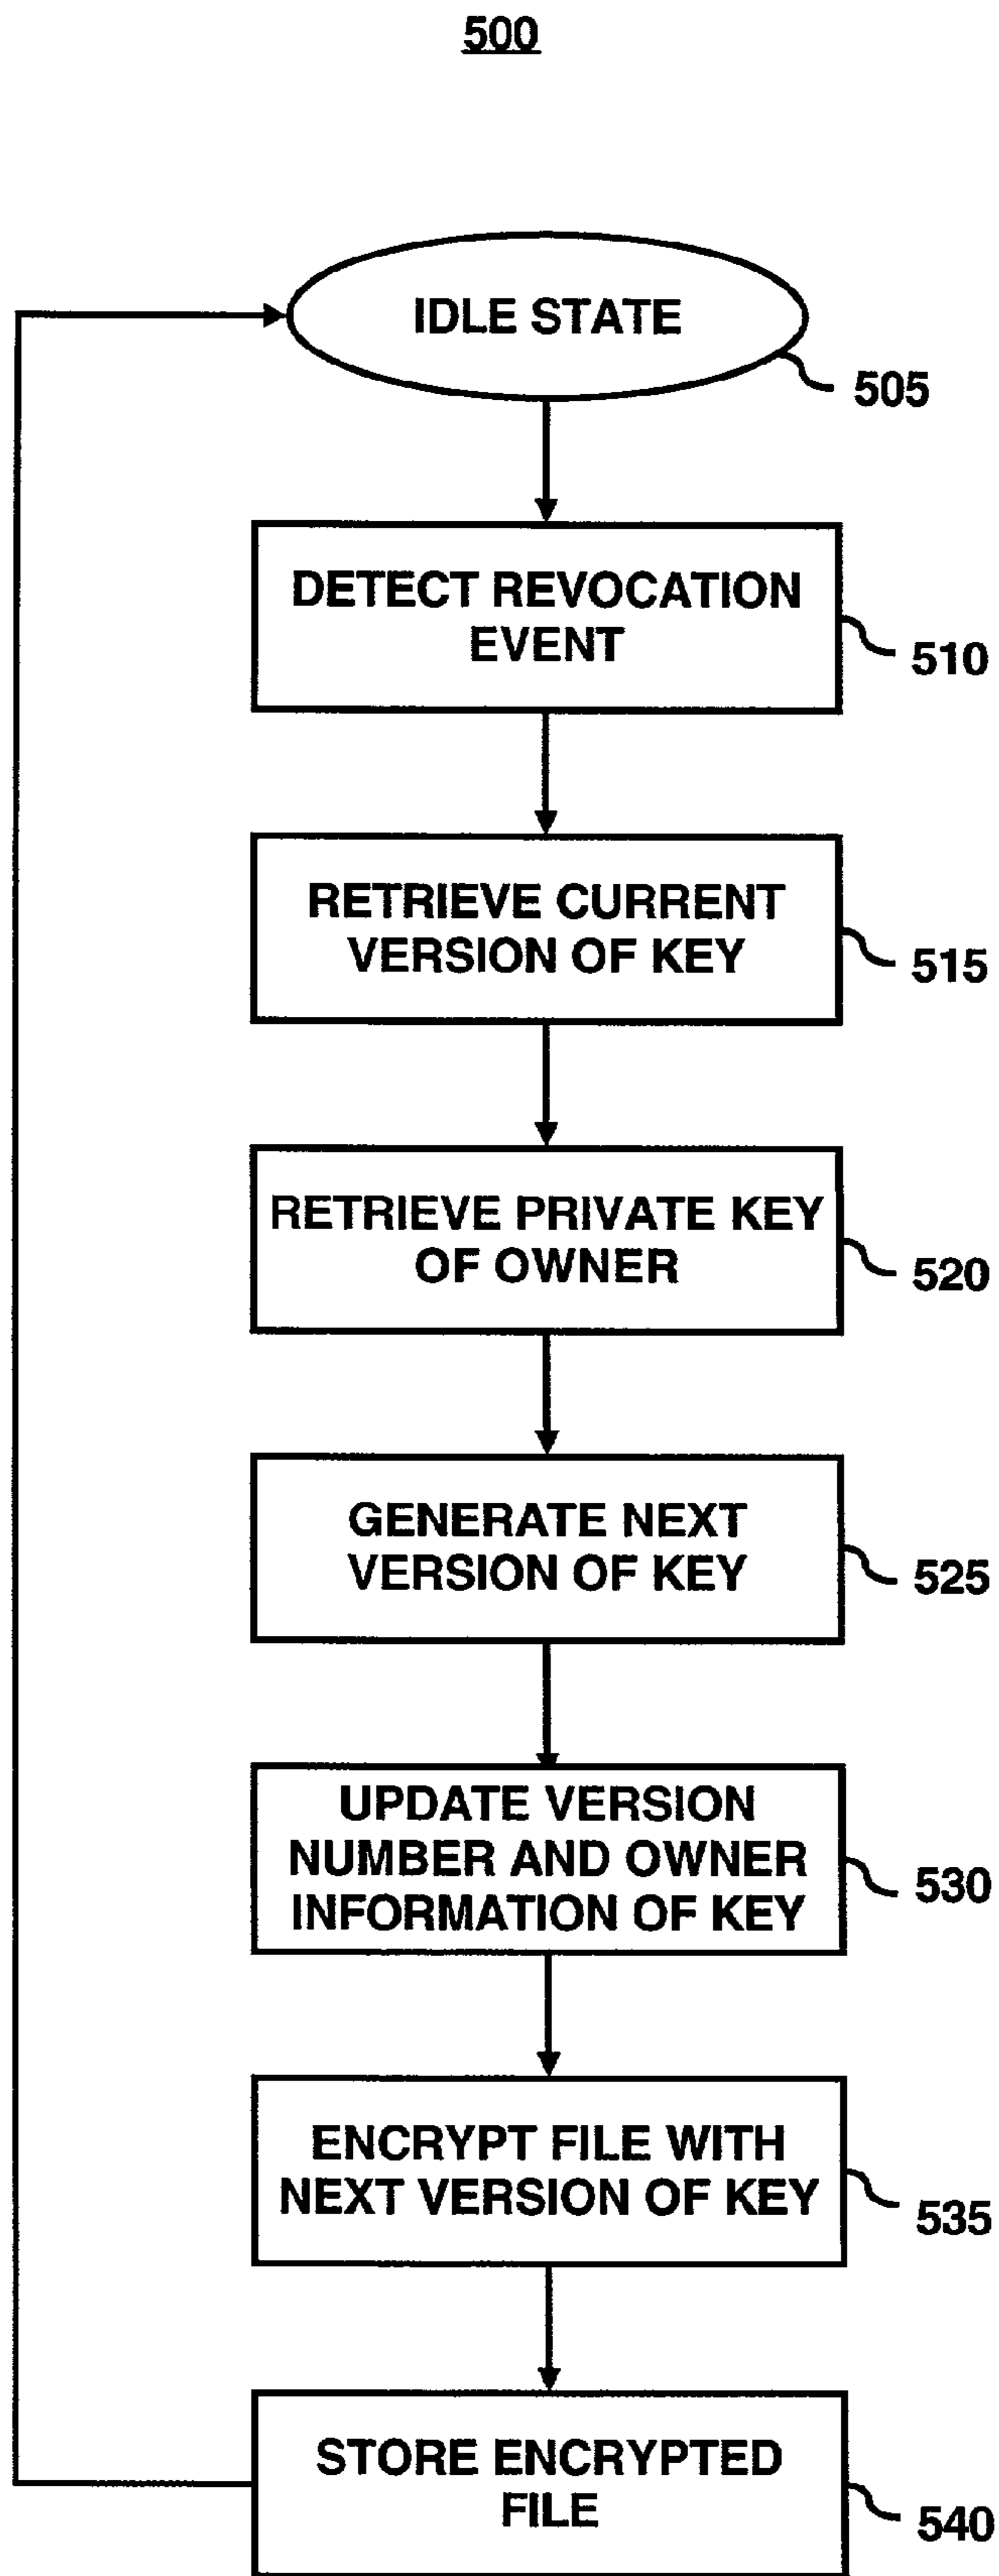 500
IDLE STATE
505
DETECT REVOCATION
EVENT
510
RETRIEVE CURRENT
VERSION OF KEY
515
RETRIEVE PRIVATE KEY
OF OWNER
520
GENERATE NEXT
VERSION OF KEY
525
UPDATE VERSION
NUMBER AND OWNER
INFORMATION OF KEY
530
ENCRYPT FILE WITH
NEXT VERSION OF KEY
535
STORE ENCRYPTED
FILE
540